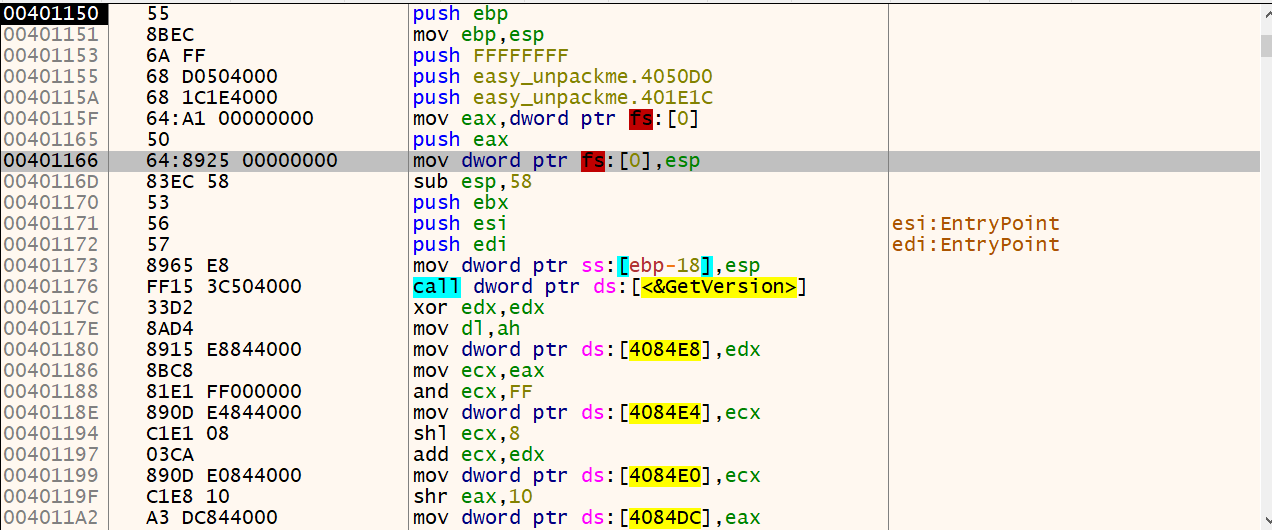 00401150 55 push ebp
00401151 8BEC mov ebp,esp
00401153 6A FF push FFFFFFFF
00401155 68 D0504000 push easy_unpackme.4050D0
0040115A 68 1C1E4000 push easy_unpackme.401E1C
0040115F 64:A1 00000000 mov eax,dword ptr fs:[0]
00401165 50 push eax
00401166 64:8925 00000000 mov dword ptr fs:[0],esp
0040116D 83EC 58 sub esp,58
00401170 53 push ebx
00401171 56 push esi esi:EntryPoint
00401172 57 push edi edi:EntryPoint
00401173 8965 E8 mov dword ptr ss:[ebp-18],esp
00401176 FF15 3C504000 call dword ptr ds:[<&GetVersion>]
0040117C 33D2 xor edx,edx
0040117E 8AD4 mov dl,ah
00401180 8915 E8844000 mov dword ptr ds:[4084E8],edx
00401186 8BC8 mov ecx,eax
00401188 81E1 FF000000 and ecx,FF
0040118E 890D E4844000 mov dword ptr ds:[4084E4],ecx
00401194 C1E1 08 shl ecx,8
00401197 03CA add ecx,edx
00401199 890D E0844000 mov dword ptr ds:[4084E0],ecx
0040119F C1E8 10 shr eax,10
004011A2 A3 DC844000 mov dword ptr ds:[4084DC],eax